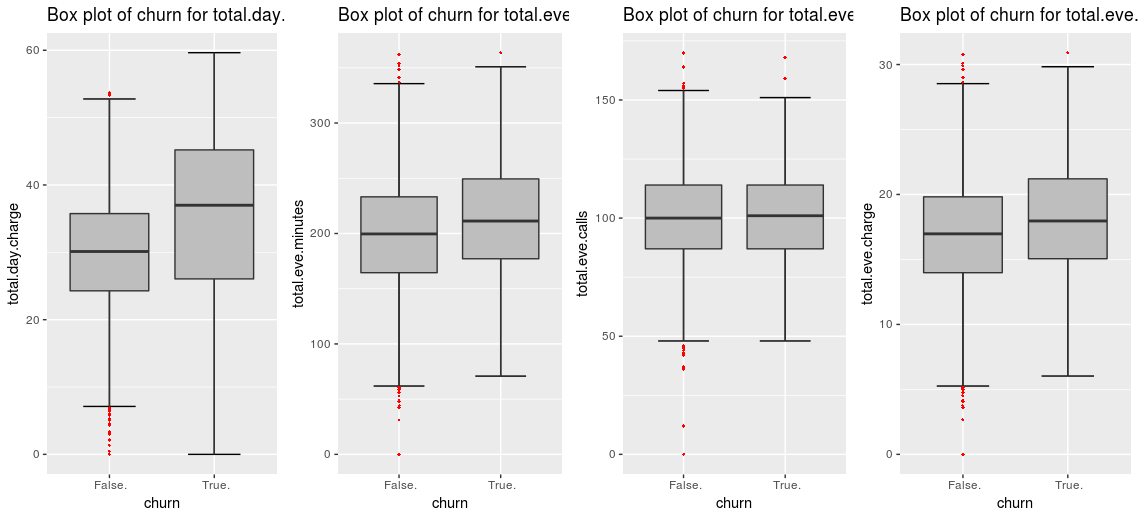 Box plot of churn for total.day.
total.day.charge
60
40
20
0
False.
True.
churn
Box plot of churn for total.eve
total.eve.minutes
300
200
100
0
False.
True.
churn
Box plot of churn for total.eve
total.eve.calls
150
100
50
0
False.
True.
churn
Box plot of churn for total.eve.
total.eve.charge
30
20
10
0
False.
True.
churn